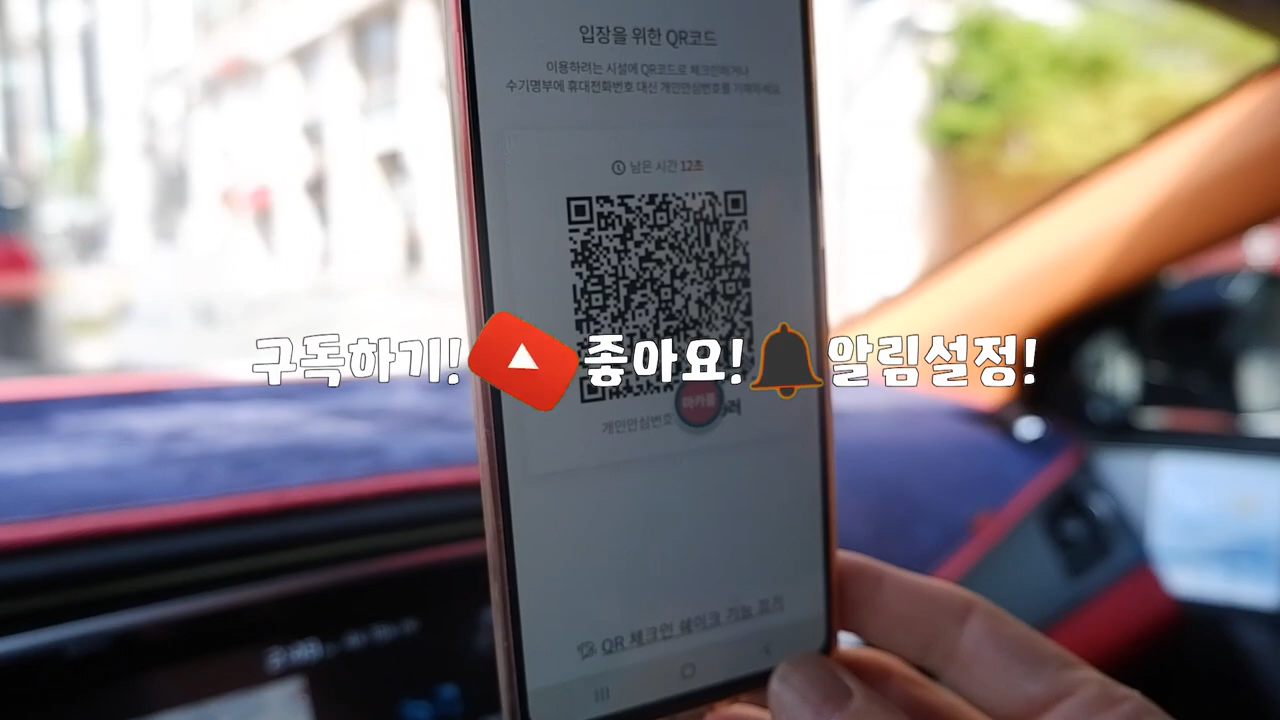 입장을 위한 QR코드
이용하려는 시설에 QR코드로 체크인하거나
수기명부에 휴대전화번호 대신 개인안심번호를 기재하세요
남은 시간 12초
구독하기! 좋아요! 알림설정!
마카롱
개인안심번호
QR 체크인 쉐이크 기능 끄기